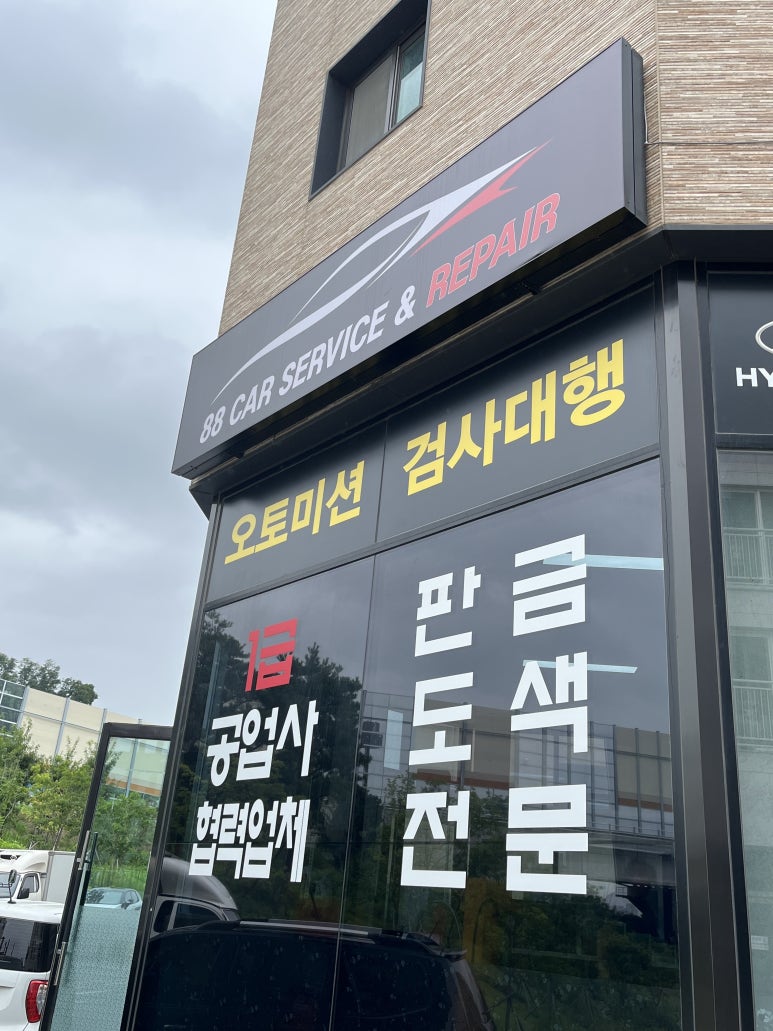 88 CAR SERVICE & REPAIR
오토미션 검사대행
1급
공업사
협력업체
판금
도색
전문